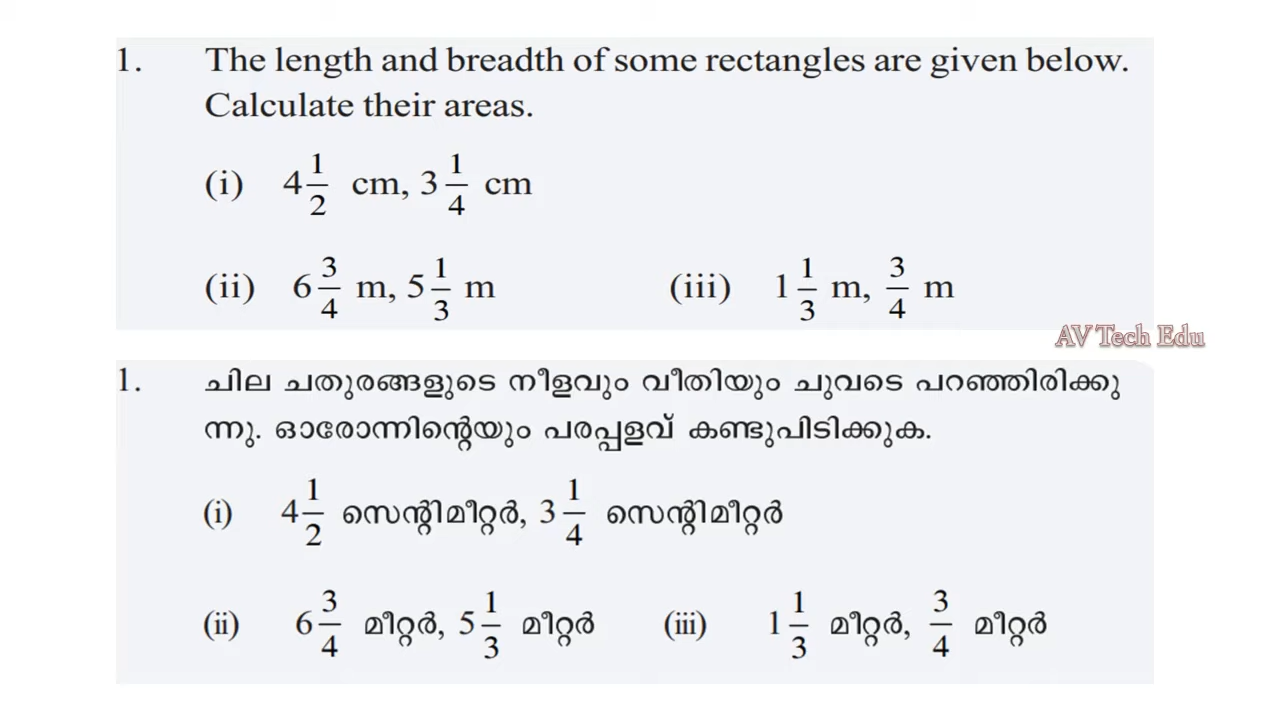 1. The length and breadth of some rectangles are given below.
Calculate their areas.
(i) 4 1/2 cm, 3 1/4 cm
(ii) 6 3/4 m, 5 1/3 m (iii) 1 1/3 m, 3/4 m
AV Tech Edu
1. ചില ചതുരങ്ങളുടെ നീളവും വീതിയും ചുവടെ പറഞ്ഞിരിക്കു
ന്നു. ഓരോന്നിന്റെയും പരപ്പളവ് കണ്ടുപിടിക്കുക.
(i) 4 1/2 സെന്റിമീറ്റർ, 3 1/4 സെന്റിമീറ്റർ
(ii) 6 3/4 മീറ്റർ, 5 1/3 മീറ്റർ (iii) 1 1/3 മീറ്റർ, 3/4 മീറ്റർ